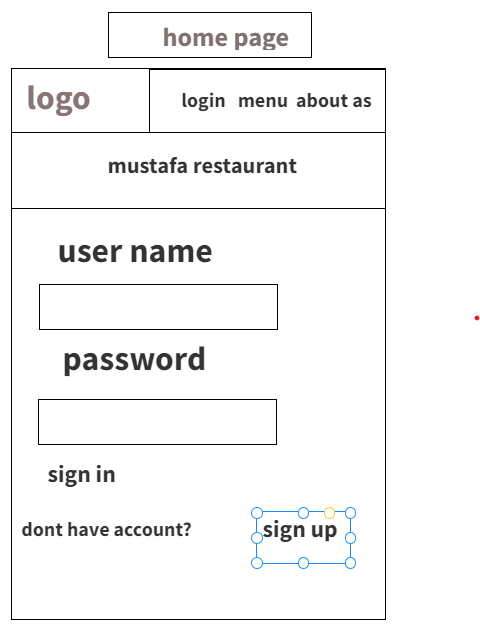 home page
logo
login menu about as
mustafa restaurant
user name
password
sign in
dont have account?
sign up